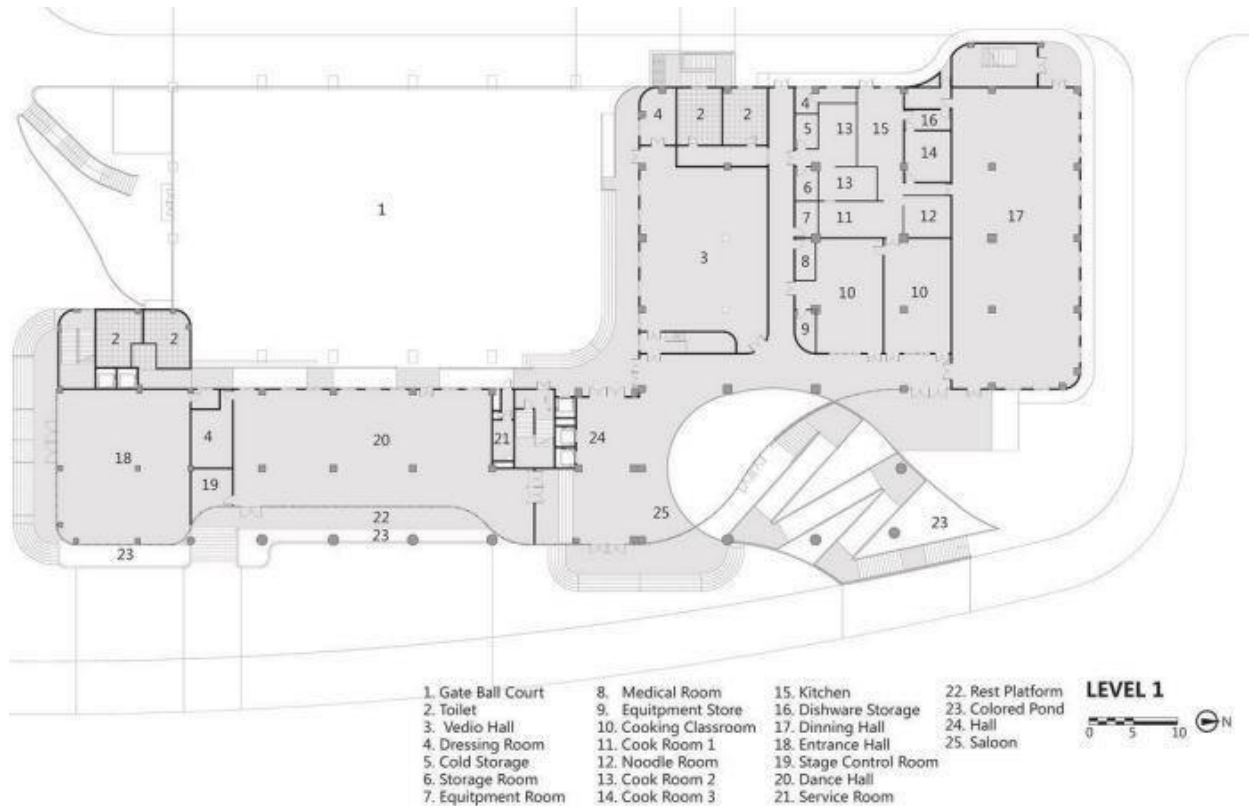 4
2
2
4
5
13
15
16
14
1
6
13
7
11
12
17
3
8
10
10
9
2
2
4
20
21
24
18
19
22
25
23
23
23
1. Gate Ball Court
2. Toilet
3. Vedio Hall
4. Dressing Room
5. Cold Storage
6. Storage Room
7. Equitpment Room
8. Medical Room
9. Equitpment Store
10. Cooking Classroom
11. Cook Room 1
12. Noodle Room
13. Cook Room 2
14. Cook Room 3
15. Kitchen
16. Dishware Storage
17. Dinning Hall
18. Entrance Hall
19. Stage Control Room
20. Dance Hall
21. Service Room
22. Rest Platform
23. Colored Pond
24. Hall
25. Saloon
LEVEL 1
0 5 10
N